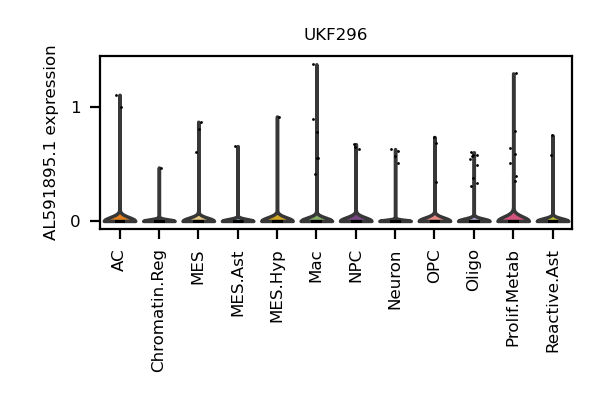 UKF296
AL591895.1 expression
1
0
AC
Chromatin.Reg
MES
MES.Ast
MES.Hyp
Mac
NPC
Neuron
OPC
Oligo
Prolif.Metab
Reactive.Ast